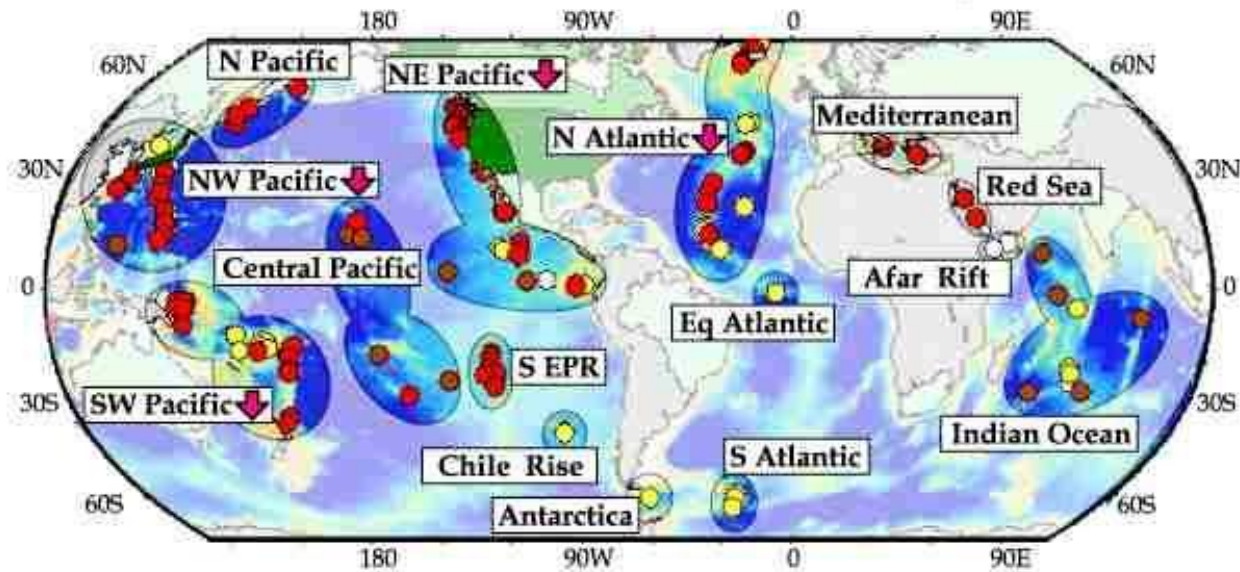 180 90W 0 90E
60N N Pacific NE Pacific 60N
N Atlantic Mediterranean
30N NW Pacific Red Sea 30N
Central Pacific Afar Rift
0 Eq Atlantic 0
S EPR
30S SW Pacific Indian Ocean 30S
Chile Rise S Atlantic
60S Antarctica 60S
180 90W 0 90E